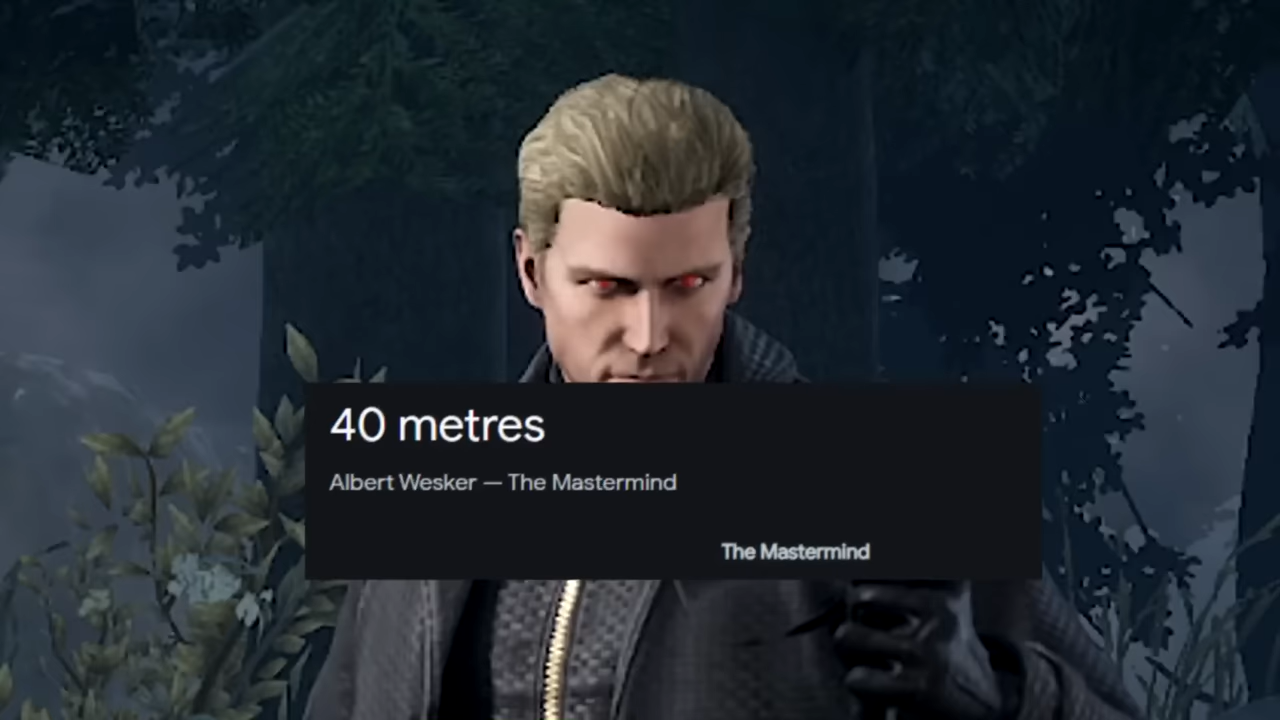 40 metres
Albert Wesker — The Mastermind
The Mastermind